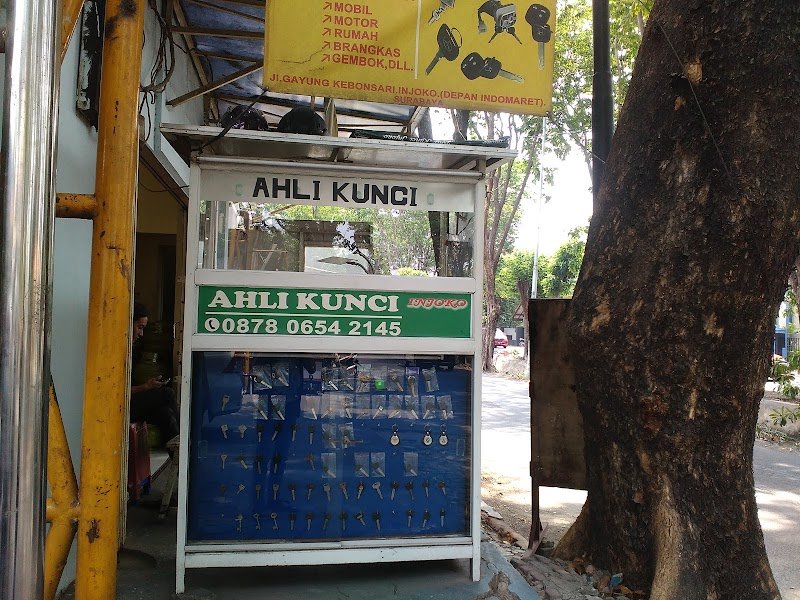 MOBIL
MOTOR
RUMAH
BRANGKAS
GEMBOK,DLL.
Jl.GAYUNG KEBONSARI.INJOKO.(DEPAN INDOMARET).
SURABAYA
AHLI KUNCI
AHLI KUNCI INJOKO
0878 0654 2145